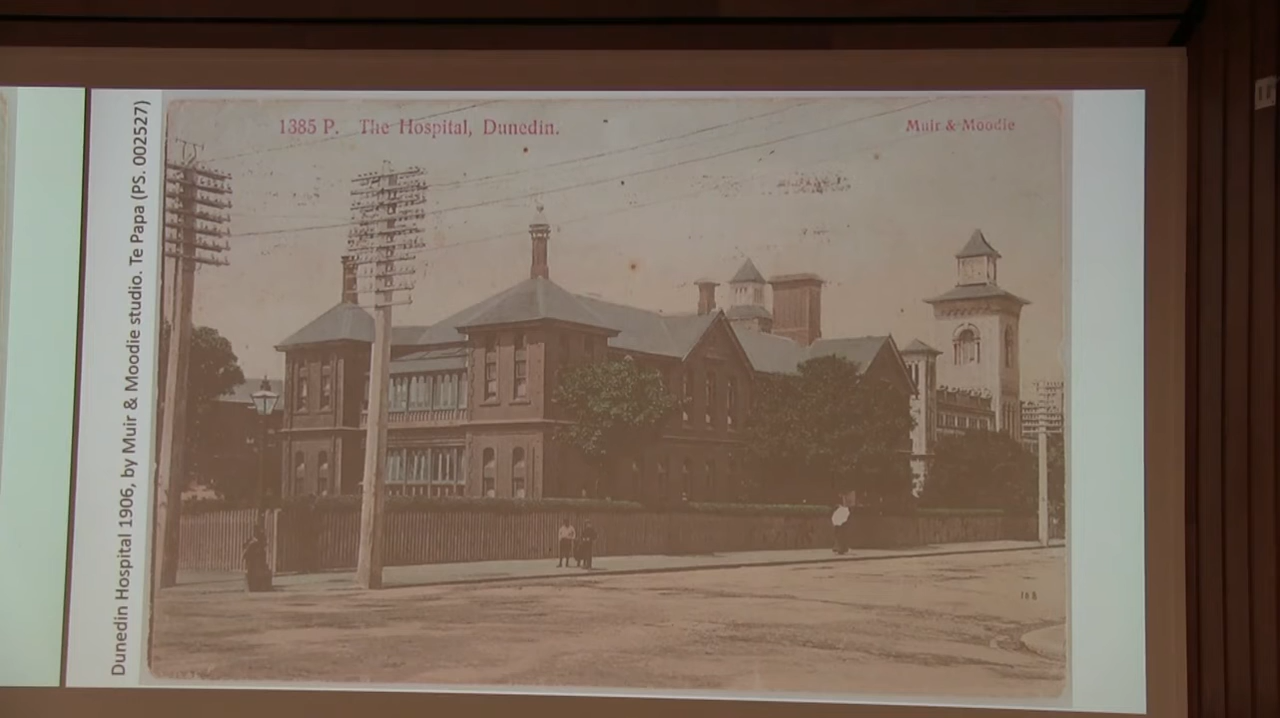 Dunedin Hospital 1906, by Muir & Moodie studio. Te Papa (PS. 002527)
1385 P. The Hospital, Dunedin.
Muir & Moodie